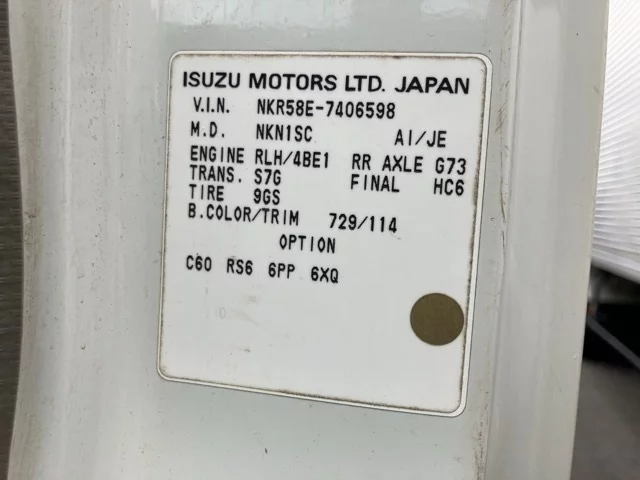 ISUZU MOTORS LTD. JAPAN
V.I.N. NKR58E-7406598
M.D. NKN1SC AI/JE
ENGINE RLH/4BE1 RR AXLE G73
TRANS. S7G FINAL HC6
TIRE 9GS
B.COLOR/TRIM 729/114
OPTION
C60 RS6 6PP 6XQ